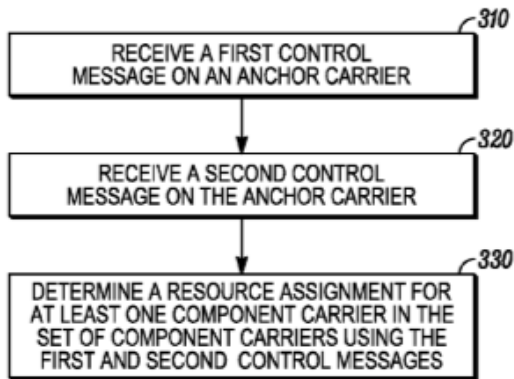 310
RECEIVE A FIRST CONTROL
MESSAGE ON AN ANCHOR CARRIER
320
RECEIVE A SECOND CONTROL
MESSAGE ON THE ANCHOR CARRIER
330
DETERMINE A RESOURCE ASSIGNMENT FOR
AT LEAST ONE COMPONENT CARRIER IN THE
SET OF COMPONENT CARRIERS USING THE
FIRST AND SECOND CONTROL MESSAGES